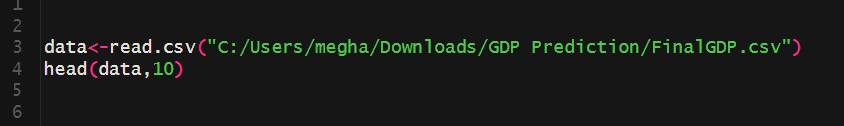 1
2
3 data<-read.csv("C:/Users/megha/Downloads/GDP Prediction/FinalGDP.csv")
4 head(data,10)
5
6